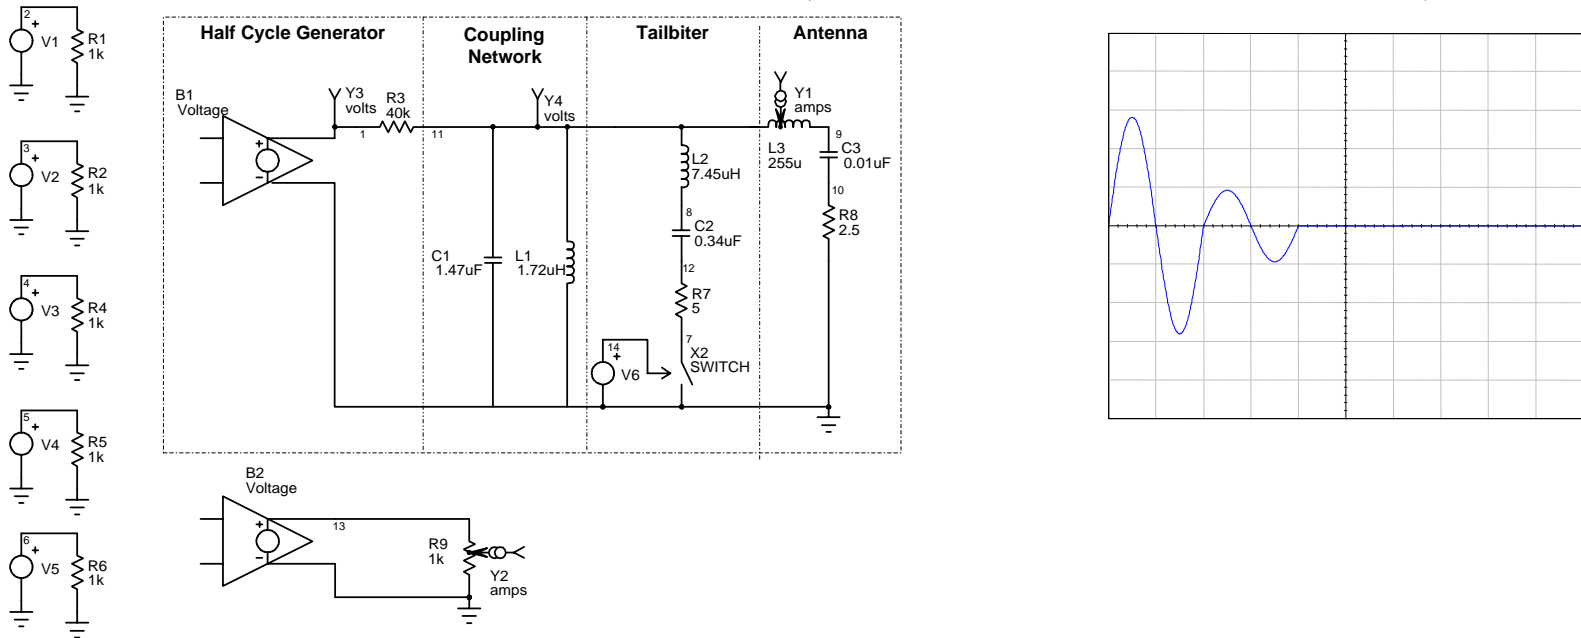 2
V1
R1
1k
3
V2
R2
1k
4
V3
R4
1k
5
V4
R5
1k
6
V5
R6
1k
Half Cycle Generator
Coupling
Network
Tailbiter
Antenna
B1
Voltage
Y3
volts
R3
40k
1
11
Y4
volts
Y1
amps
L3
255u
9
C3
0.01uF
10
R8
2.5
L2
7.45uH
8
C2
0.34uF
12
R7
5
7
X2
SWITCH
14
V6
C1
1.47uF
L1
1.72uH
B2
Voltage
13
R9
1k
Y2
amps